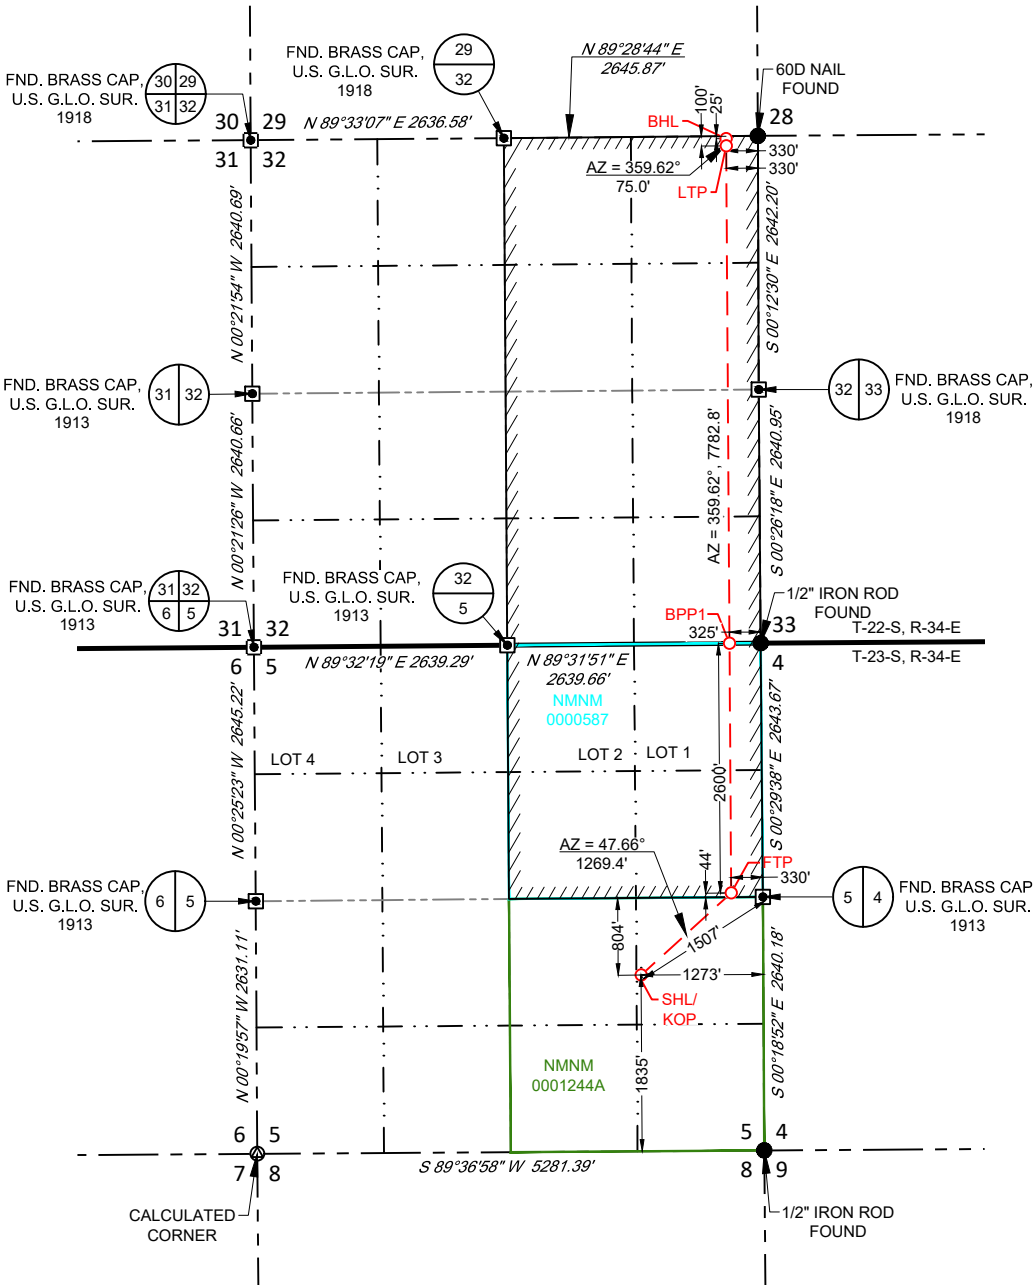 FND. BRASS CAP,
U.S. G.L.O. SUR.
1918
30 29
31 32
FND. BRASS CAP,
U.S. G.L.O. SUR.
1918
29
32
N 89°28'44" E
2645.87'
60D NAIL
FOUND
30 29
31 32
N 89°33'07" E 2636.58'
BHL
100'
25'
28
330'
330'
AZ = 359.62°
75.0'
LTP
N 00°21'54" W 2640.69'
S 00°12'30" E 2642.20'
FND. BRASS CAP,
U.S. G.L.O. SUR.
1913
31 32
32 33
FND. BRASS CAP,
U.S. G.L.O. SUR.
1918
N 00°21'26" W 2640.66'
AZ = 359.62°, 7782.8'
S 00°26'18" E 2640.95'
FND. BRASS CAP,
U.S. G.L.O. SUR.
1913
31 32
6 5
FND. BRASS CAP,
U.S. G.L.O. SUR.
1913
32
5
1/2" IRON ROD
FOUND
BPP1
325'
31 32
6 5
33
4
T-22-S, R-34-E
T-23-S, R-34-E
N 89°32'19" E 2639.29'
N 89°31'51" E
2639.66'
NMNM
0000587
N 00°25'23" W 2645.22'
S 00°29'38" E 2643.67'
LOT 4
LOT 3
LOT 2
LOT 1
2600'
AZ = 47.66°
1269.4'
44'
FTP
330'
FND. BRASS CAP,
U.S. G.L.O. SUR.
1913
6 5
5 4
FND. BRASS CAP
U.S. G.L.O. SUR.
1913
804'
1507'
1273'
SHL/
KOP
N 00°19'57" W 2631.11'
S 00°18'52" E 2640.18'
NMNM
0001244A
1835'
6 5
7 8
5 4
8 9
S 89°36'58" W 5281.39'
CALCULATED
CORNER
1/2" IRON ROD
FOUND